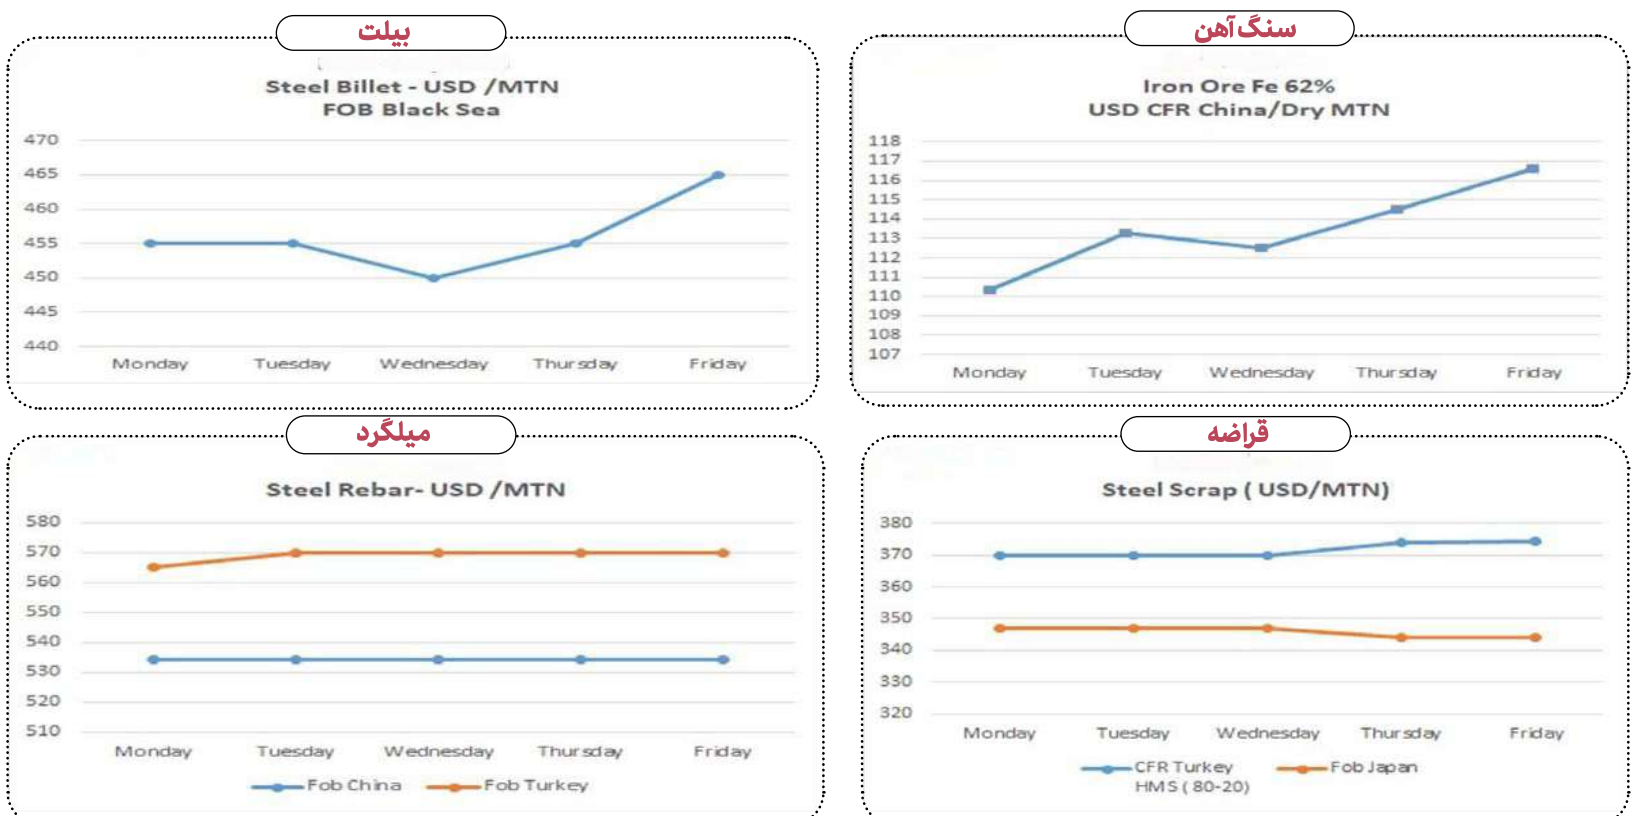 بیلت
Steel Billet - USD /MTN
FOB Black Sea
470
465
460
455
450
445
440
Monday Tuesday Wednesday Thursday Friday
سنگ‌آهن
Iron Ore Fe 62%
USD CFR China/Dry MTN
118
117
116
115
114
113
112
111
110
109
108
107
Monday Tuesday Wednesday Thursday Friday
میلگرد
Steel Rebar- USD /MTN
580
570
560
550
540
530
520
510
Monday Tuesday Wednesday Thursday Friday
Fob China Fob Turkey
قراضه
Steel Scrap ( USD/MTN)
380
370
360
350
340
330
320
Monday Tuesday Wednesday Thursday Friday
CFR Turkey Fob Japan
HMS ( 80-20)